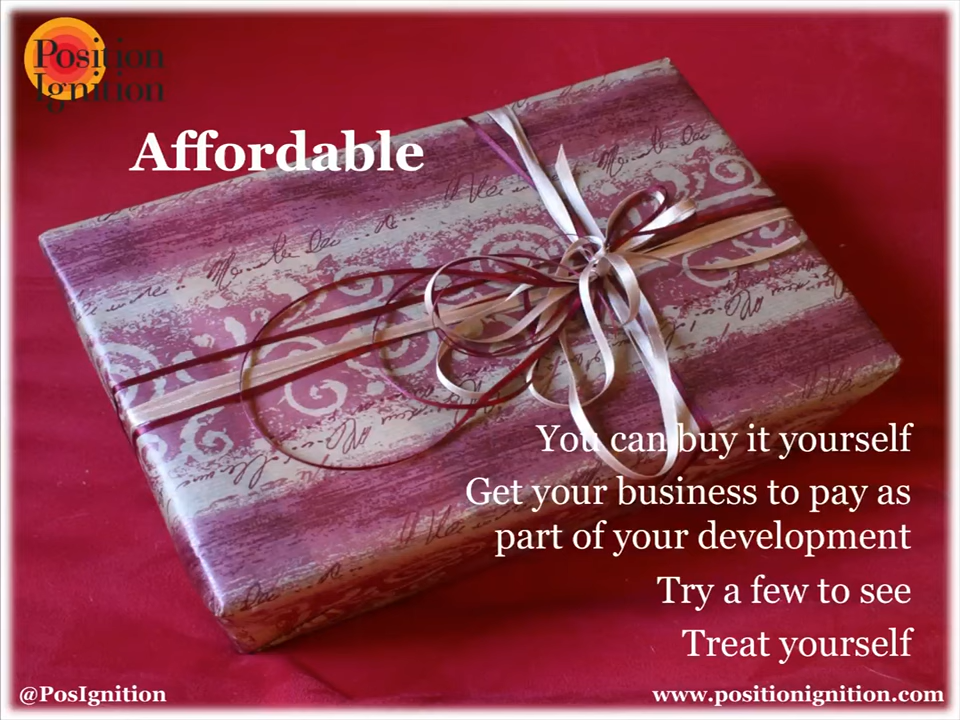 Position
Ignition
Affordable
You can buy it yourself
Get your business to pay as
part of your development
Try a few to see
Treat yourself
@PosIgnition
www.positionignition.com